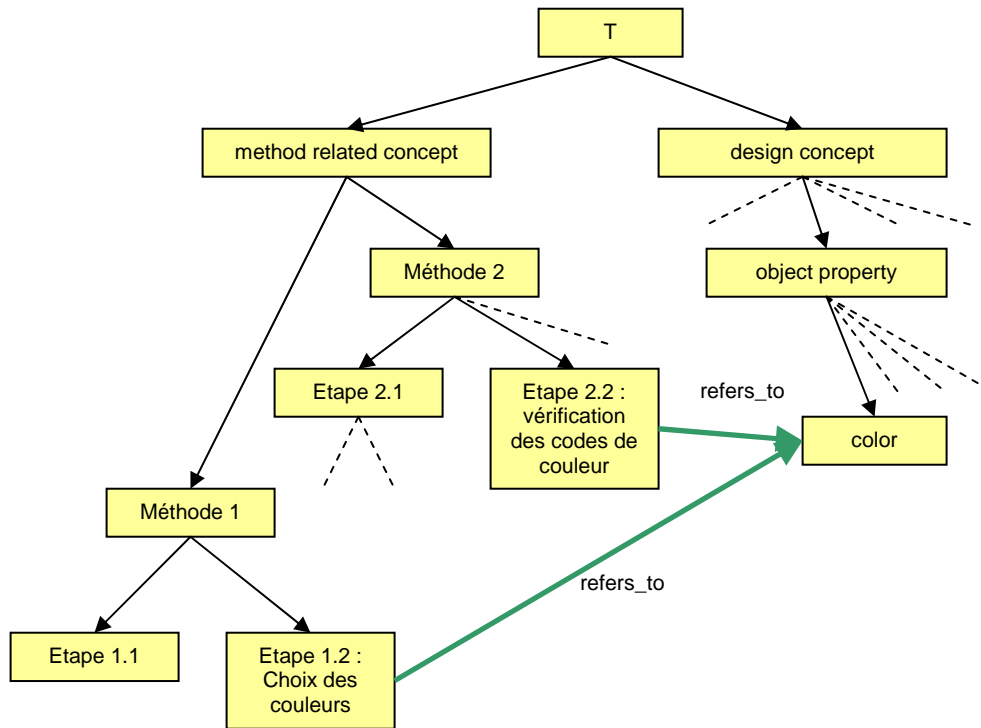 T
method related concept
design concept
Méthode 2
object property
Etape 2.1
Etape 2.2 :
vérification
des codes de
couleur
refers_to
color
Méthode 1
refers_to
Etape 1.1
Etape 1.2 :
Choix des
couleurs